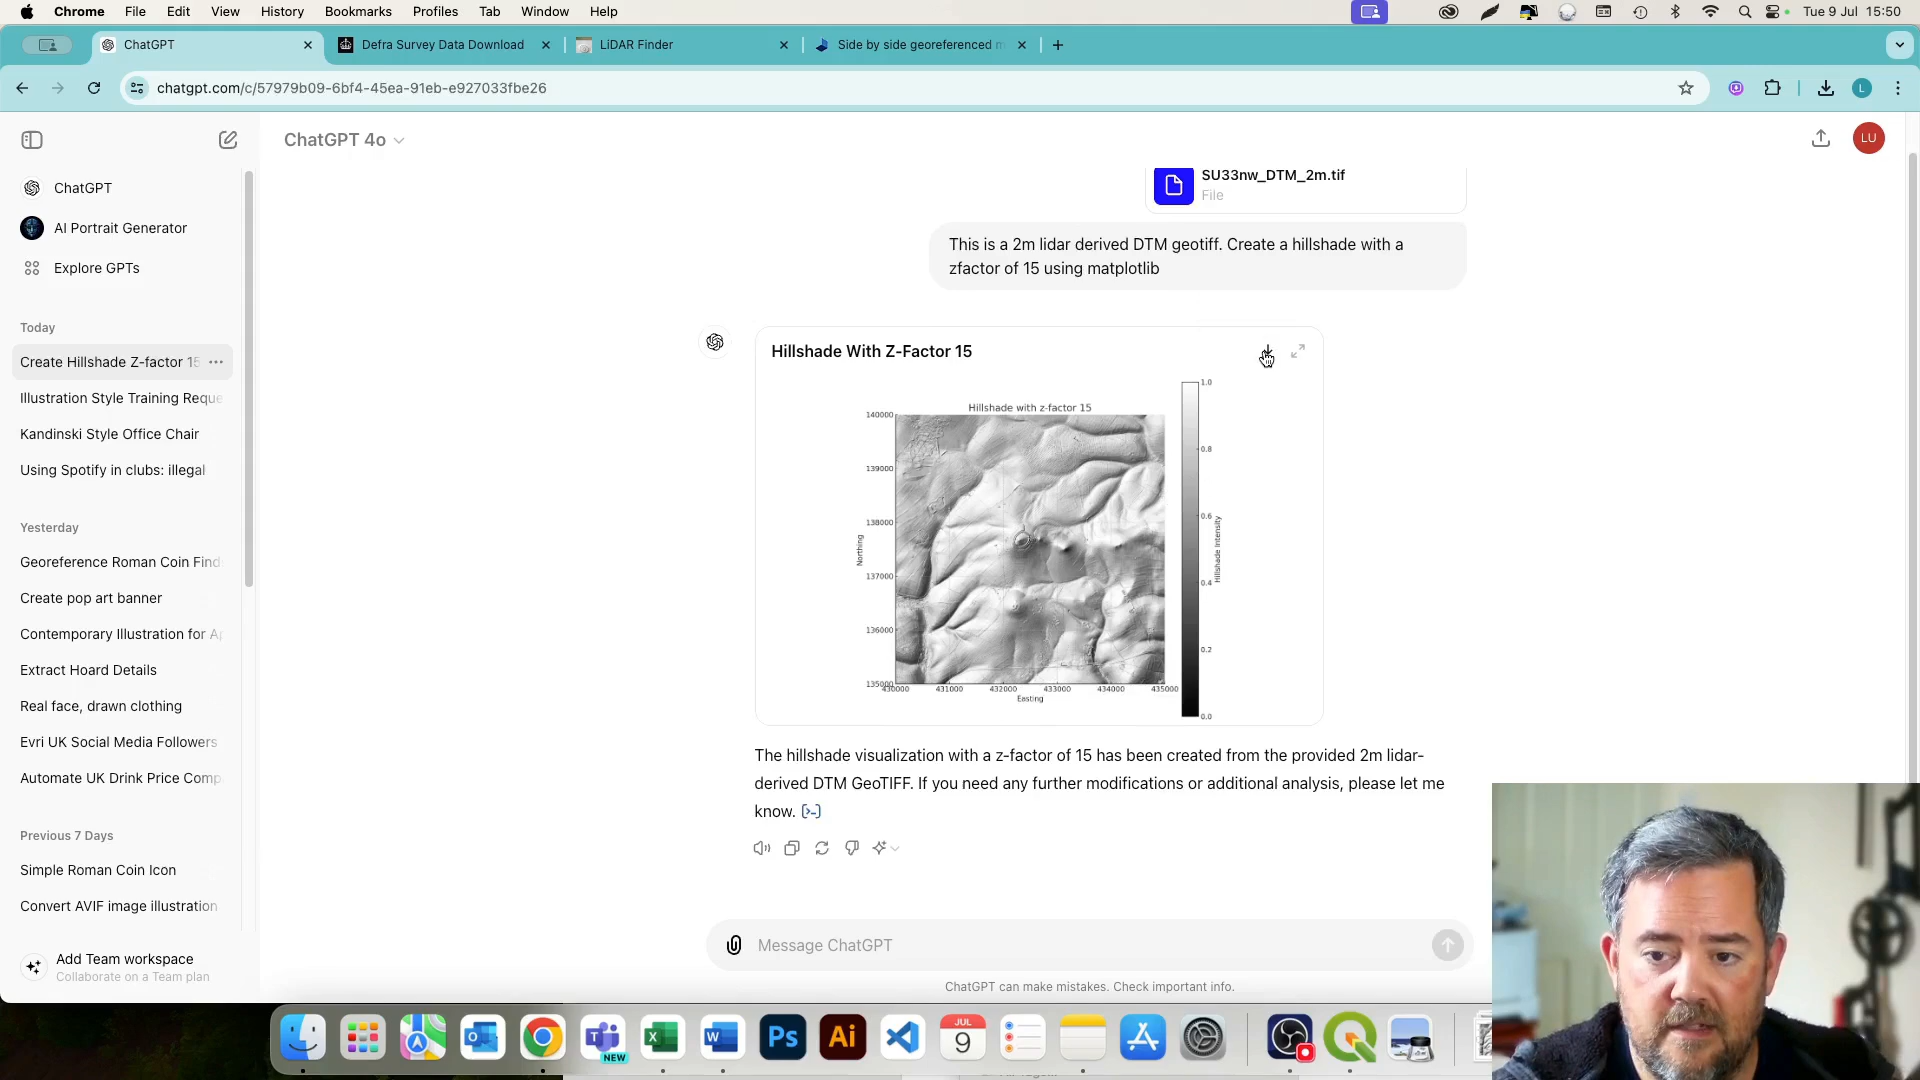 Chrome File Edit View History Bookmarks Profiles Tab Window Help Tue 9 Jul 15:50
ChatGPT Defra Survey Data Download LiDAR Finder Side by side georeferenced m
chatgpt.com/c/57979b09-6bf4-45ea-91eb-e927033fbe26 L
ChatGPT 4o LU
ChatGPT
AI Portrait Generator
Explore GPTs
Today
Create Hillshade Z-factor 15
Illustration Style Training Reque
Kandinski Style Office Chair
Using Spotify in clubs: illegal
Yesterday
Georeference Roman Coin Find
Create pop art banner
Contemporary Illustration for Ap
Extract Hoard Details
Real face, drawn clothing
Evri UK Social Media Followers
Automate UK Drink Price Comp
Previous 7 Days
Simple Roman Coin Icon
Convert AVIF image illustration
Add Team workspace
Collaborate on a Team plan
SU33nw_DTM_2m.tif
File
This is a 2m lidar derived DTM geotiff. Create a hillshade with a
zfactor of 15 using matplotlib
Hillshade With Z-Factor 15
Hillshade with z-factor 15
140000
139000
138000
137000
136000
135000
Northing
430000 431000 432000 433000 434000 435000
Easting
1.0
0.8
0.6
0.4
0.2
0.0
Hillshade Intensity
The hillshade visualization with a z-factor of 15 has been created from the provided 2m lidar-
derived DTM GeoTIFF. If you need any further modifications or additional analysis, please let me
know.
Message ChatGPT
ChatGPT can make mistakes. Check important info.
NEW
Ps
Ai
JUL
9